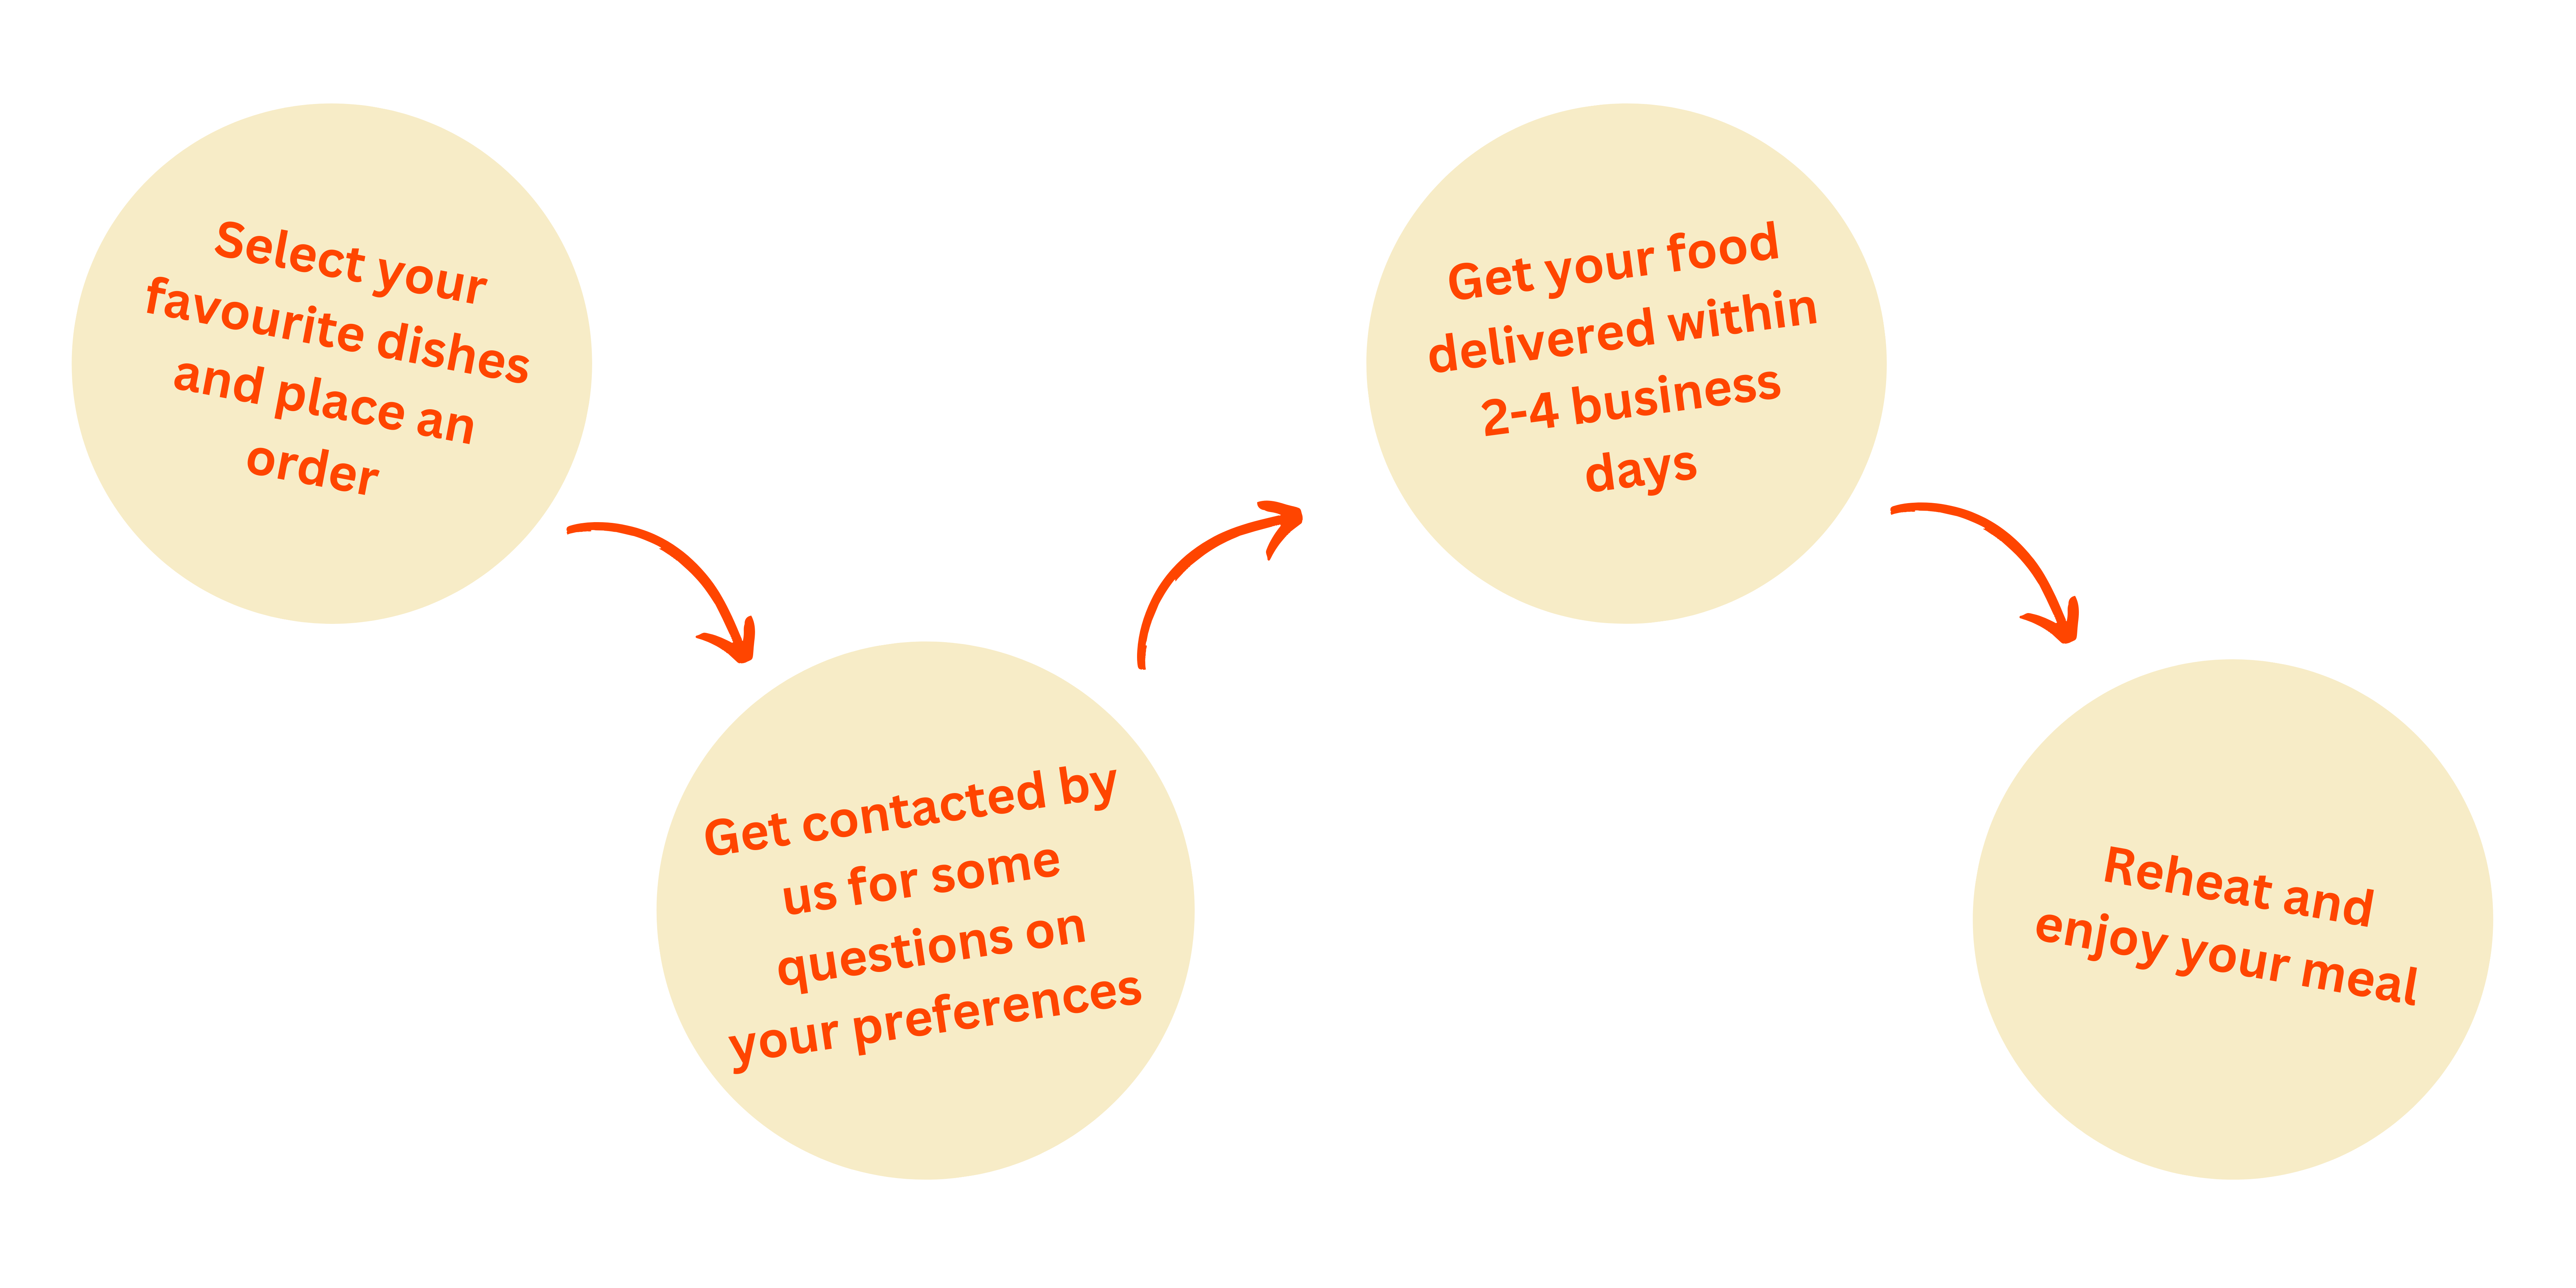 Select your
favourite dishes
and place an
order
Get contacted by
us for some
questions on
your preferences
Get your food
delivered within
2-4 business
days
Reheat and
enjoy your meal